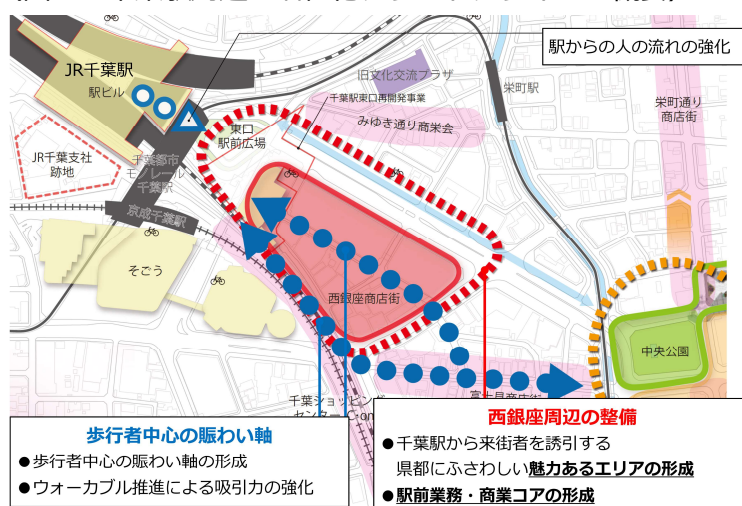 駅からの人の流れの強化
JR千葉駅
駅ビル
旧文化交流プラザ
栄町駅
千葉駅東口再開発事業
栄町通り
商店街
みゆき通り商栄会
東口
駅前広場
JR千葉支社
跡地
千葉都市
モノレール
千葉駅
京成千葉駅
そごう
西銀座商店街
中央公園
千葉ショッピング
センター C-one
富士見商店街
歩行者中心の賑わい軸
●歩行者中心の賑わい軸の形成
●ウォーカブル推進による吸引力の強化
西銀座周辺の整備
●千葉駅から来街者を誘引する
県都にふさわしい魅力あるエリアの形成
●駅前業務・商業コアの形成